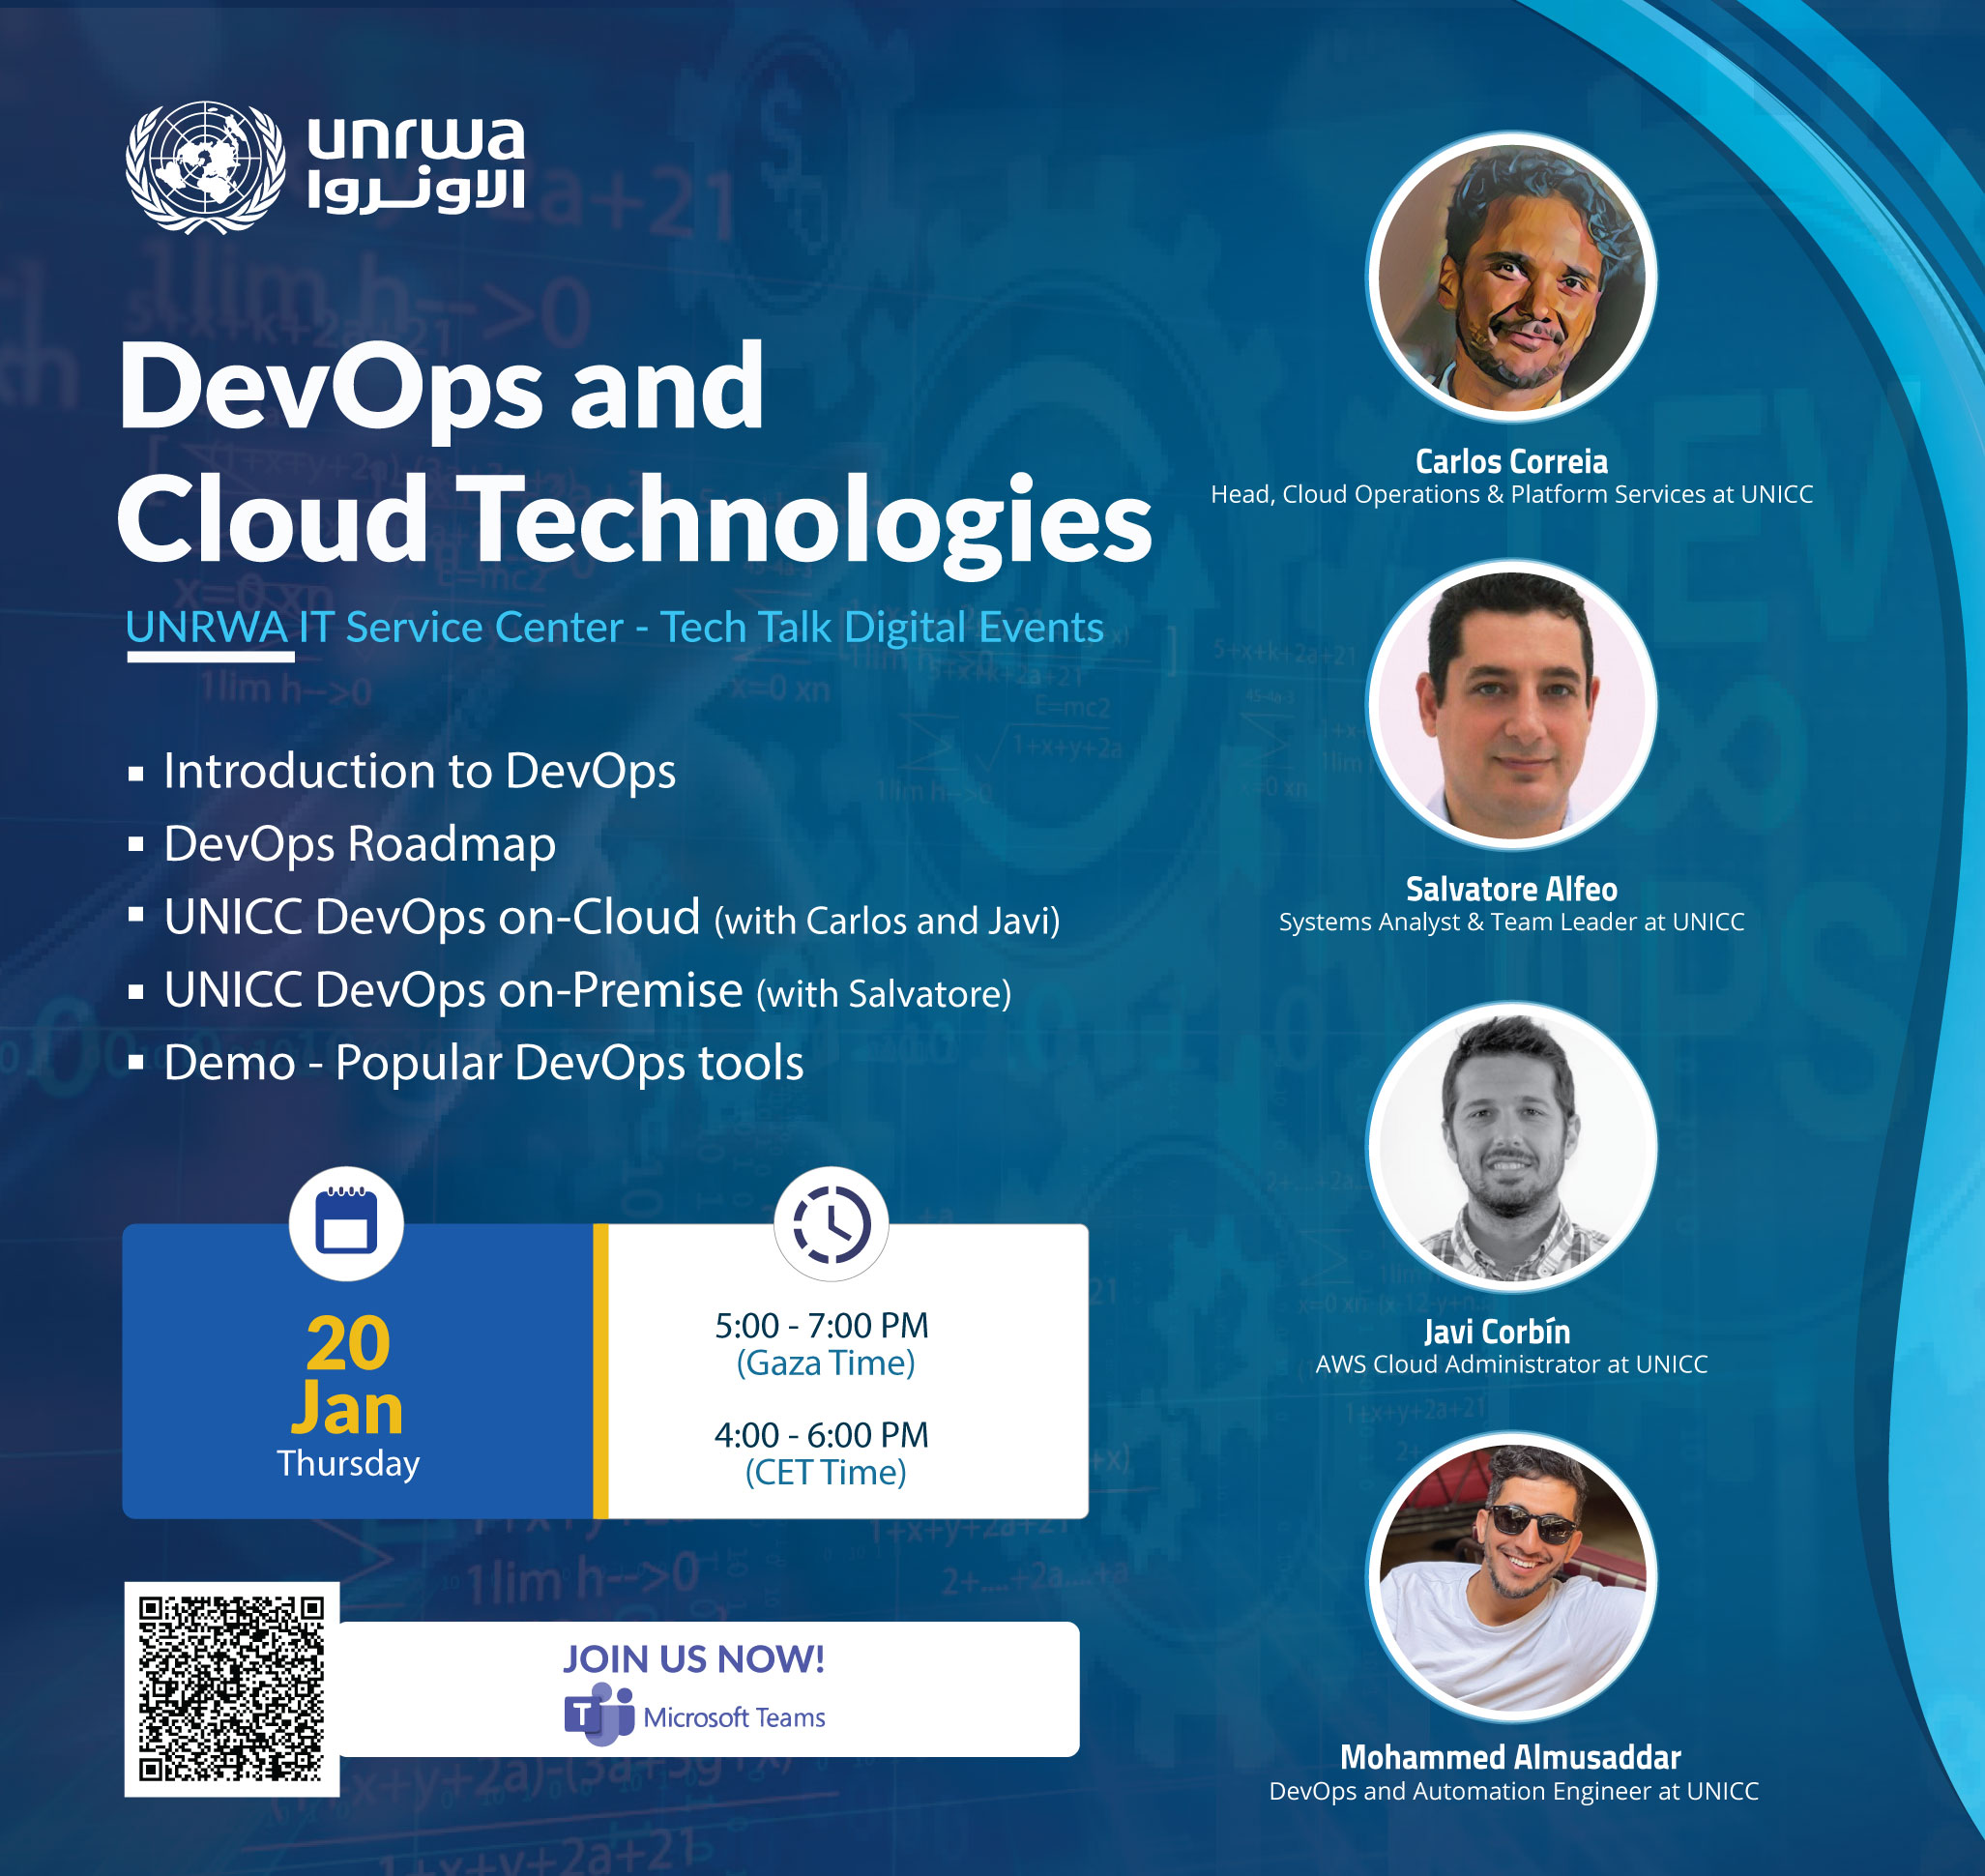 unrwa
الاونروا
DevOps and
Cloud Technologies
UNRWA IT Service Center - Tech Talk Digital Events
Introduction to DevOps
DevOps Roadmap
UNICC DevOps on-Cloud (with Carlos and Javi)
UNICC DevOps on-Premise (with Salvatore)
Demo - Popular DevOps tools
20
Jan
Thursday
5:00 - 7:00 PM
(Gaza Time)
4:00 - 6:00 PM
(CET Time)
JOIN US NOW!
Microsoft Teams
Carlos Correia
Head, Cloud Operations & Platform Services at UNICC
Salvatore Alfeo
Systems Analyst & Team Leader at UNICC
Javi Corbín
AWS Cloud Administrator at UNICC
Mohammed Almusaddar
DevOps and Automation Engineer at UNICC